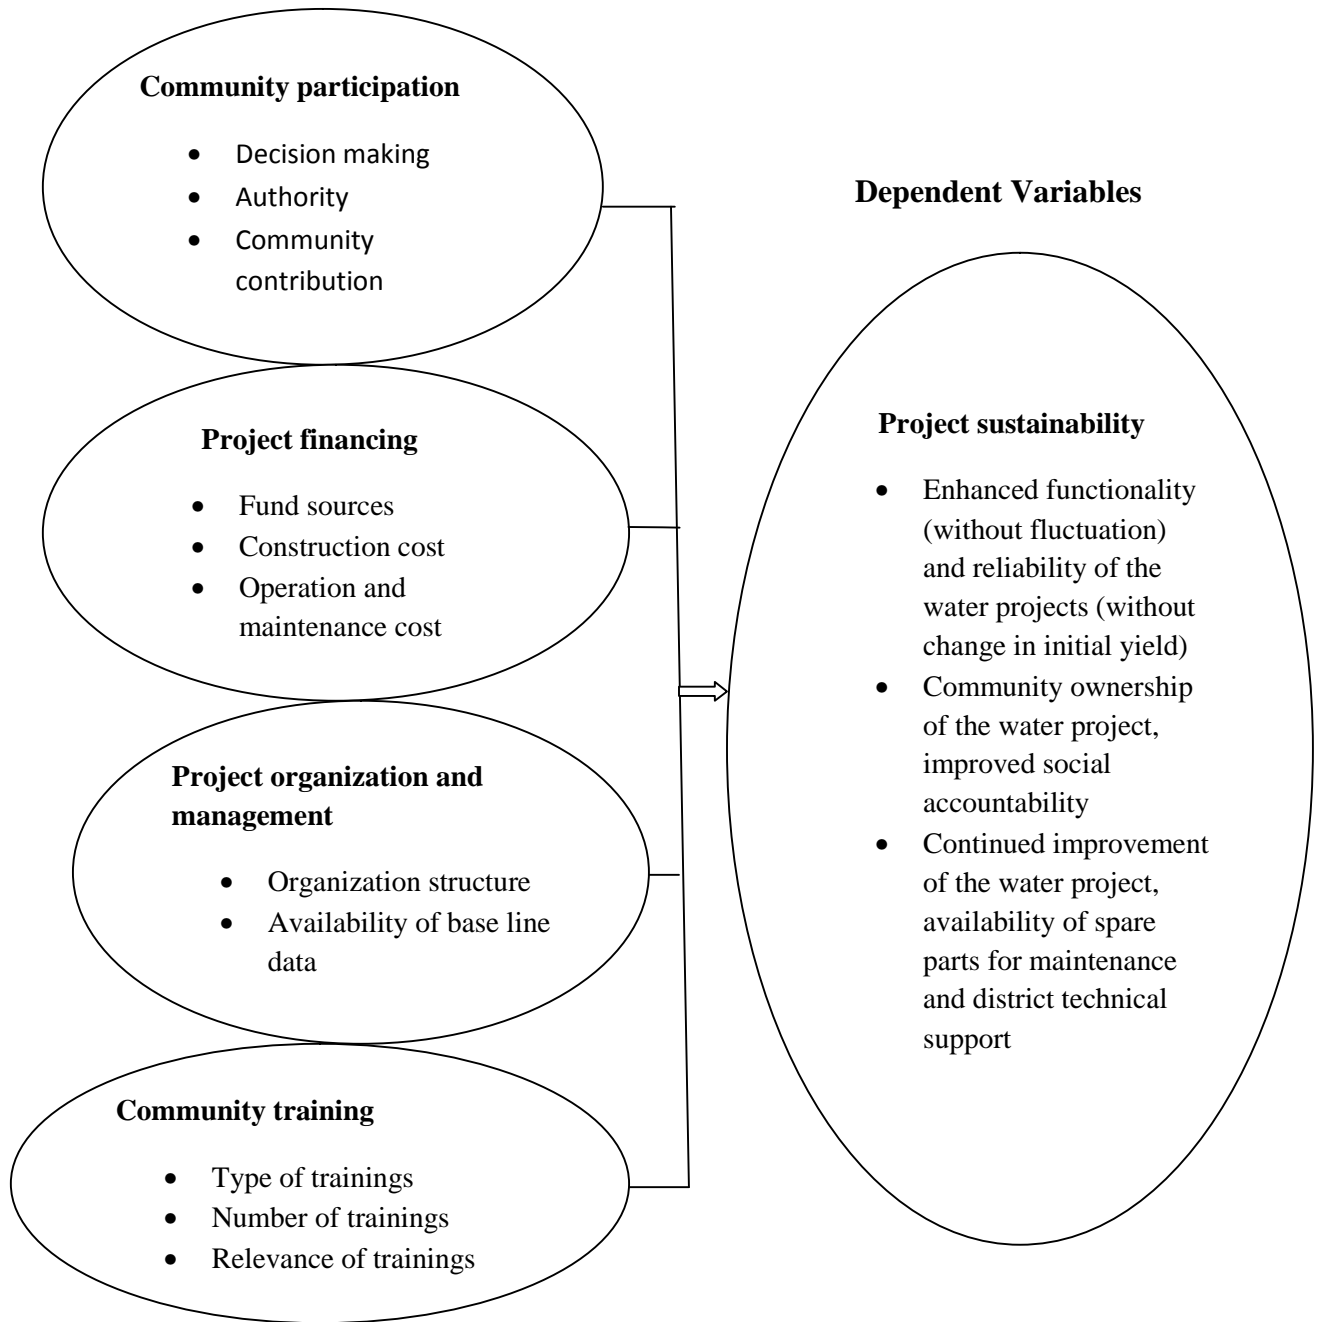 Community participation
• Decision making
• Authority
• Community
contribution
Project financing
• Fund sources
• Construction cost
• Operation and
maintenance cost
Project organization and
management
• Organization structure
• Availability of base line
data
Community training
• Type of trainings
• Number of trainings
• Relevance of trainings
Dependent Variables
Project sustainability
• Enhanced functionality
(without fluctuation)
and reliability of the
water projects (without
change in initial yield)
• Community ownership
of the water project,
improved social
accountability
• Continued improvement
of the water project,
availability of spare
parts for maintenance
and district technical
support